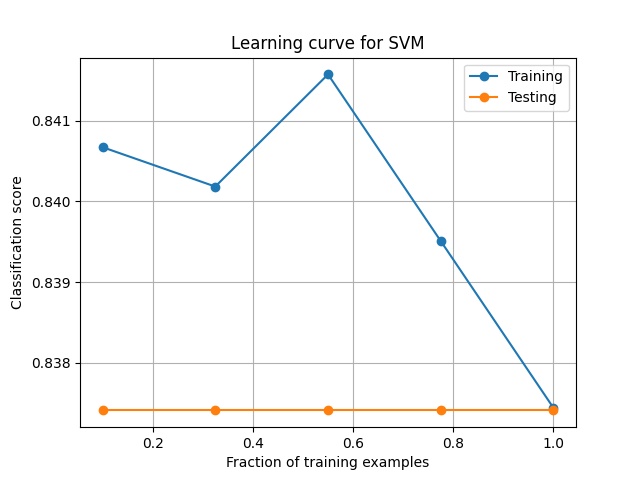 Learning curve for SVM
Training
Testing
0.841
0.840
0.839
0.838
Classification score
0.2 0.4 0.6 0.8 1.0
Fraction of training examples